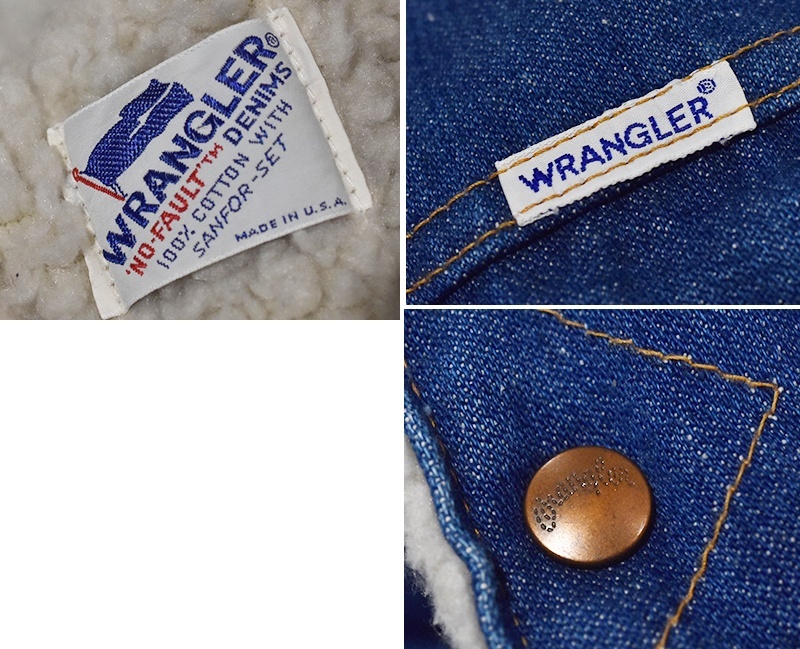 WRANGLER®
'NO-FAULT'™ DENIMS
100% COTTON WITH
SANFOR-SET
MADE IN U.S.A.
WRANGLER®
Wrangler